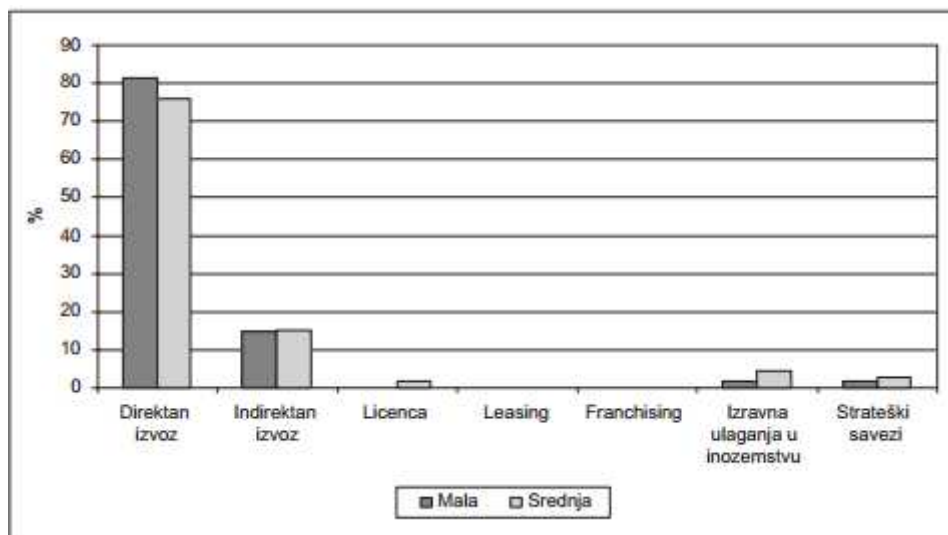 90
80
70
60
50
40
30
20
10
0
%
Direktan
izvoz
Indirektan
izvoz
Licenca
Leasing
Franchising
Izravna
ulaganja u
inozemstvu
Strateški
savezi
Mala
Srednja